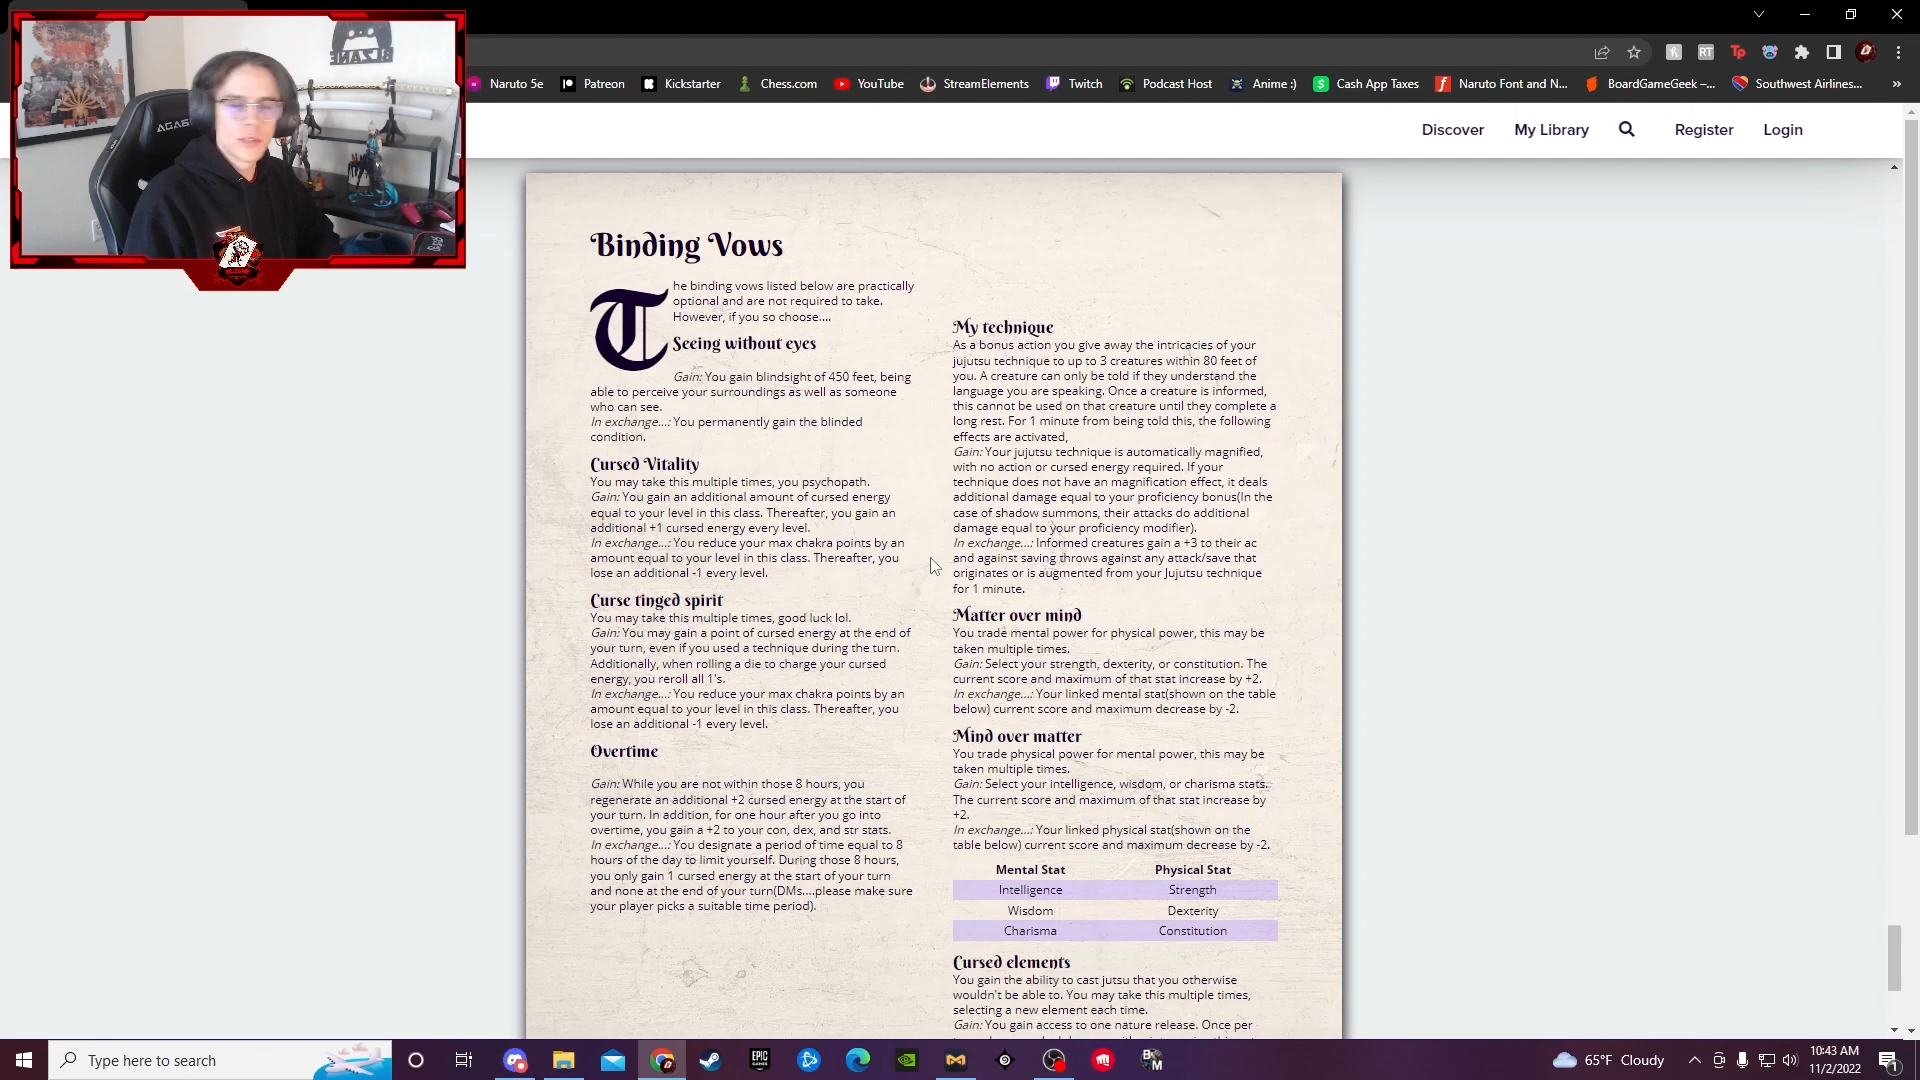 BIZANE
AGAS
Naruto 5e
Patreon
Kickstarter
Chess.com
YouTube
StreamElements
Twitch
Podcast Host
Anime :)
Cash App Taxes
Naruto Font and N...
BoardGameGeek –...
Southwest Airlines...
»
RT
Tp
Discover
My Library
Register
Login
Binding Vows
The binding vows listed below are practically
optional and are not required to take.
However, if you so choose....
Seeing without eyes
Gain: You gain blindsight of 450 feet, being
able to perceive your surroundings as well as someone
who can see.
In exchange...: You permanently gain the blinded
condition.
Cursed Vitality
You may take this multiple times, you psychopath.
Gain: You gain an additional amount of cursed energy
equal to your level in this class. Thereafter, you gain an
additional +1 cursed energy every level.
In exchange...: You reduce your max chakra points by an
amount equal to your level in this class. Thereafter, you
lose an additional -1 every level.
Curse tinged spirit
You may take this multiple times, good luck lol.
Gain: You may gain a point of cursed energy at the end of
your turn, even if you used a technique during the turn.
Additionally, when rolling a die to charge your cursed
energy, you reroll all 1's.
In exchange...: You reduce your max chakra points by an
amount equal to your level in this class. Thereafter, you
lose an additional -1 every level.
Overtime
Gain: While you are not within those 8 hours, you
regenerate an additional +2 cursed energy at the start of
your turn. In addition, for one hour after you go into
overtime, you gain a +2 to your con, dex, and str stats.
In exchange...: You designate a period of time equal to 8
hours of the day to limit yourself. During those 8 hours,
you only gain 1 cursed energy at the start of your turn
and none at the end of your turn(DMs....please make sure
your player picks a suitable time period).
My technique
As a bonus action you give away the intricacies of your
jujutsu technique to up to 3 creatures within 80 feet of
you. A creature can only be told if they understand the
language you are speaking. Once a creature is informed,
this cannot be used on that creature until they complete a
long rest. For 1 minute from being told this, the following
effects are activated,
Gain: Your jujutsu technique is automatically magnified,
with no action or cursed energy required. If your
technique does not have an magnification effect, it deals
additional damage equal to your proficiency bonus(In the
case of shadow summons, their attacks do additional
damage equal to your proficiency modifier).
In exchange...: Informed creatures gain a +3 to their ac
and against saving throws against any attack/save that
originates or is augmented from your Jujutsu technique
for 1 minute.
Matter over mind
You trade mental power for physical power, this may be
taken multiple times.
Gain: Select your strength, dexterity, or constitution. The
current score and maximum of that stat increase by +2.
In exchange...: Your linked mental stat(shown on the table
below) current score and maximum decrease by -2.
Mind over matter
You trade physical power for mental power, this may be
taken multiple times.
Gain: Select your intelligence, wisdom, or charisma stats.
The current score and maximum of that stat increase by
+2.
In exchange...: Your linked physical stat(shown on the
table below) current score and maximum decrease by -2.
Mental Stat Physical Stat
Intelligence Strength
Wisdom Dexterity
Charisma Constitution
Cursed elements
You gain the ability to cast jutsu that you otherwise
wouldn't be able to. You may take this multiple times,
selecting a new element each time.
Gain: You gain access to one nature release. Once per
Type here to search
EPIC
GAMES
65°F Cloudy
10:43 AM
11/2/2022
1